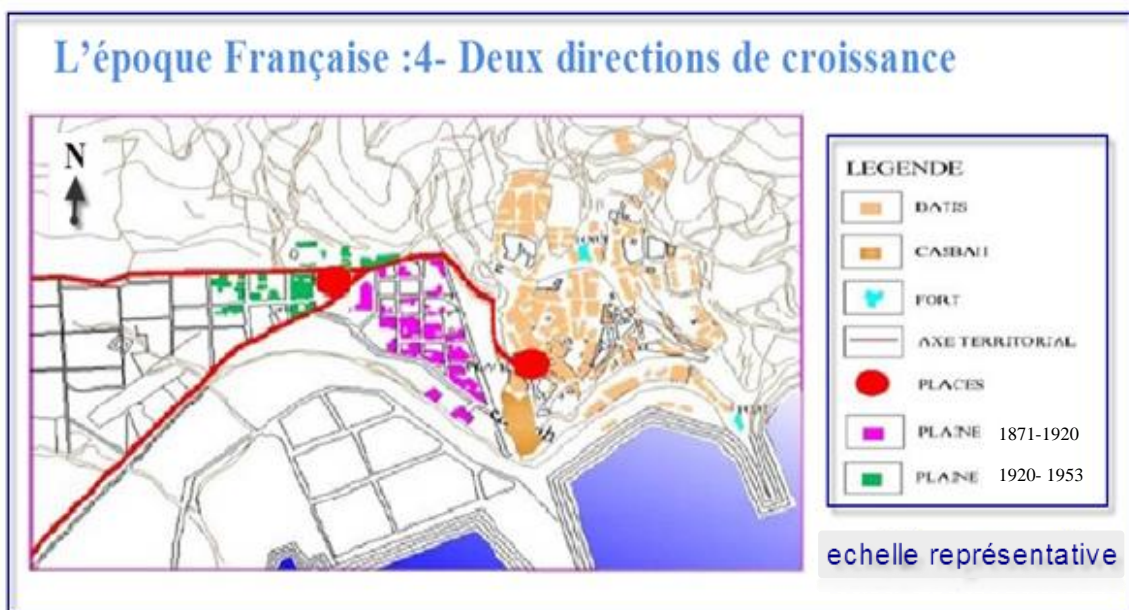 L'époque Française :4- Deux directions de croissance
N
LEGENDE
BATIS
CASBAH
FORT
AXE TERRITORIAL
PLACES
PLAINE 1871-1920
PLAINE 1920- 1953
echelle représentative